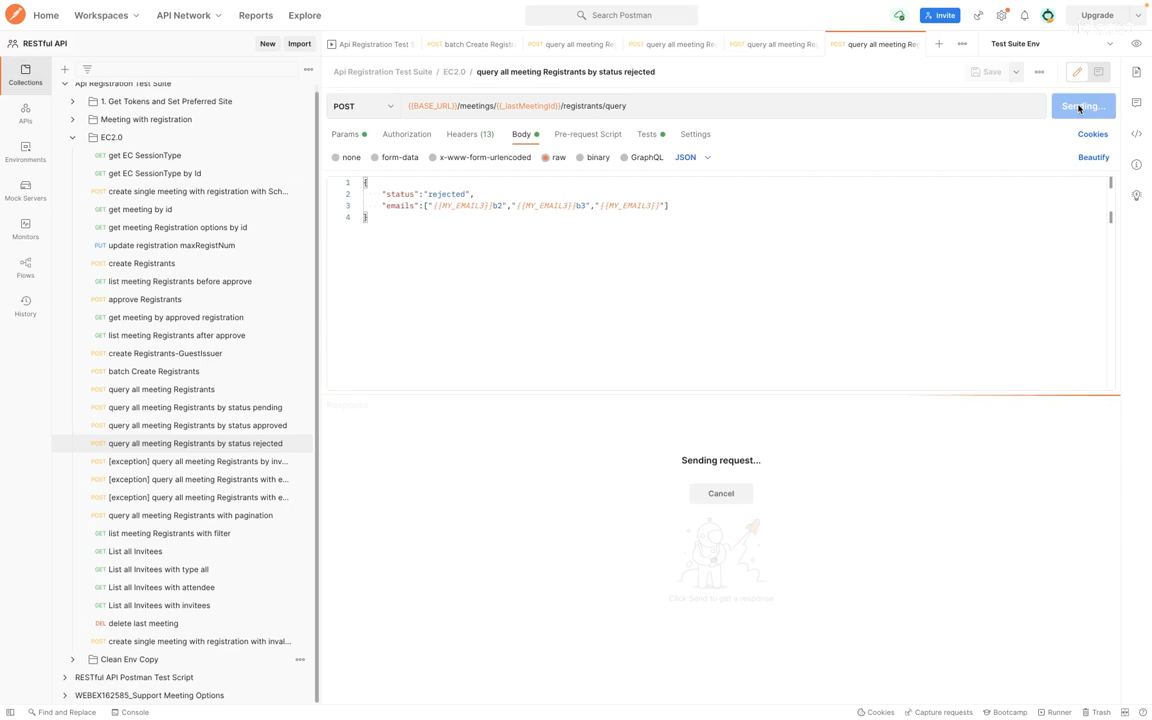 Home Workspaces API Network Reports Explore Search Postman Invite Upgrade
RESTful API New Import Api Registration Test S POST batch Create Registra POST query all meeting Re POST query all meeting Re POST query all meeting Re POST query all meeting Reg Test Suite Env
Collections
APIs
Environments
Mock Servers
Monitors
Flows
History
Api Registration Test Suite
1. Get Tokens and Set Preferred Site
Meeting with registration
EC2.0
GET get EC SessionType
GET get EC SessionType by Id
POST create single meeting with registration with Sch...
GET get meeting by id
GET get meeting Registration options by id
PUT update registration maxRegistNum
POST create Registrants
GET list meeting Registrants before approve
POST approve Registrants
GET get meeting by approved registration
GET list meeting Registrants after approve
POST create Registrants-GuestIssuer
POST batch Create Registrants
POST query all meeting Registrants
POST query all meeting Registrants by status pending
POST query all meeting Registrants by status approved
POST query all meeting Registrants by status rejected
POST [exception] query all meeting Registrants by inv...
POST [exception] query all meeting Registrants with e...
POST [exception] query all meeting Registrants with e...
POST query all meeting Registrants with pagination
GET list meeting Registrants with filter
GET List all Invitees
GET List all Invitees with type all
GET List all Invitees with attendee
GET List all Invitees with invitees
DEL delete last meeting
POST create single meeting with registration with inval...
Clean Env Copy
RESTful API Postman Test Script
WEBEX162585_Support Meeting Options
Api Registration Test Suite / EC2.0 / query all meeting Registrants by status rejected Save
POST {{BASE_URL}}/meetings/{{_lastMeetingId}}/registrants/query Sending...
Params Authorization Headers (13) Body Pre-request Script Tests Settings Cookies
none form-data x-www-form-urlencoded raw binary GraphQL JSON Beautify
1 {
2 "status":"rejected",
3 "emails":["{{MY_EMAIL3}}b2","{{MY_EMAIL3}}b3","{{MY_EMAIL3}}"]
4 }
Response
Sending request...
Cancel
Click Send to get a response
Find and Replace Console Cookies Capture requests Bootcamp Runner Trash